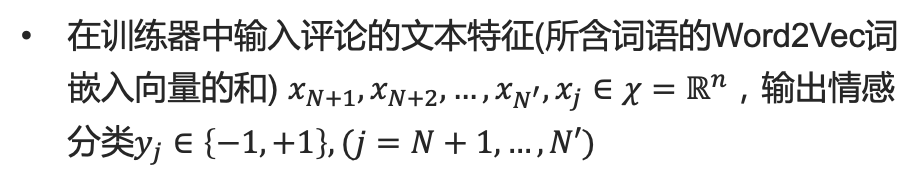 • 在训练器中输入评论的文本特征(所含词语的Word2Vec词
嵌入向量的和) x_{N+1}, x_{N+2}, …, x_{N′}, x_j ∈ χ = ℝ^n，输出情感
分类y_j ∈ {−1, +1}, (j = N + 1, …, N′)